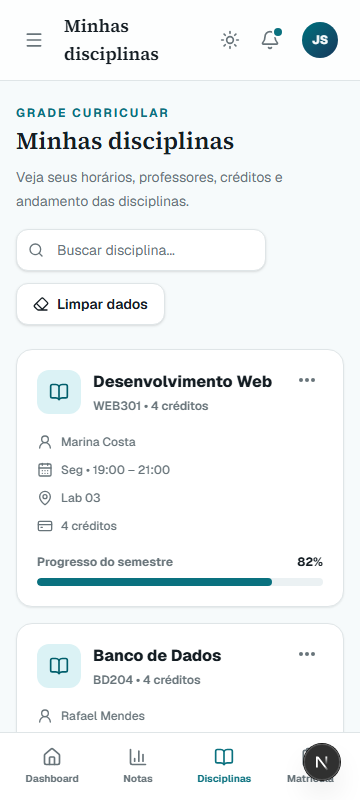 Minhas
disciplinas
JS
GRADE CURRICULAR
Minhas disciplinas
Veja seus horários, professores, créditos e
andamento das disciplinas.
Buscar disciplina...
Limpar dados
Desenvolvimento Web
WEB301 • 4 créditos
Marina Costa
Seg • 19:00 – 21:00
Lab 03
4 créditos
Progresso do semestre 82%
Banco de Dados
BD204 • 4 créditos
Rafael Mendes
Dashboard Notas Disciplinas
N